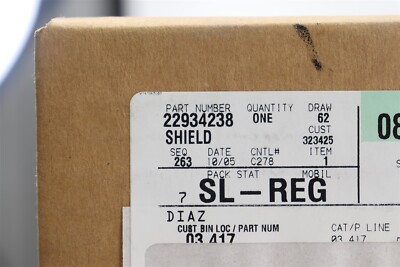 PART NUMBER QUANTITY DRAW
22934238 ONE 62
SHIELD CUST
323425
SEQ DATE CNTL# ITEM
263 10/05 C278 1
PACK STAT MOBIL
7 SL-REG
DIAZ
CUST BIN LOC / PART NUM CAT/P LINE
03 417 03 417
08